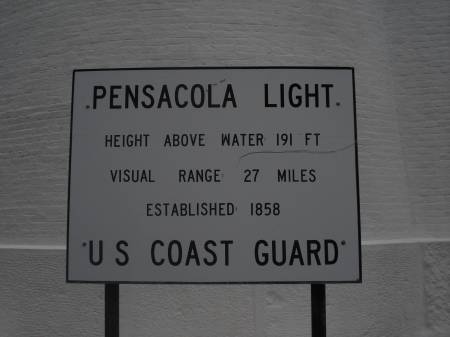 PENSACOLA LIGHT.
HEIGHT ABOVE WATER 191 FT
VISUAL RANGE 27 MILES
ESTABLISHED 1858
U S COAST GUARD